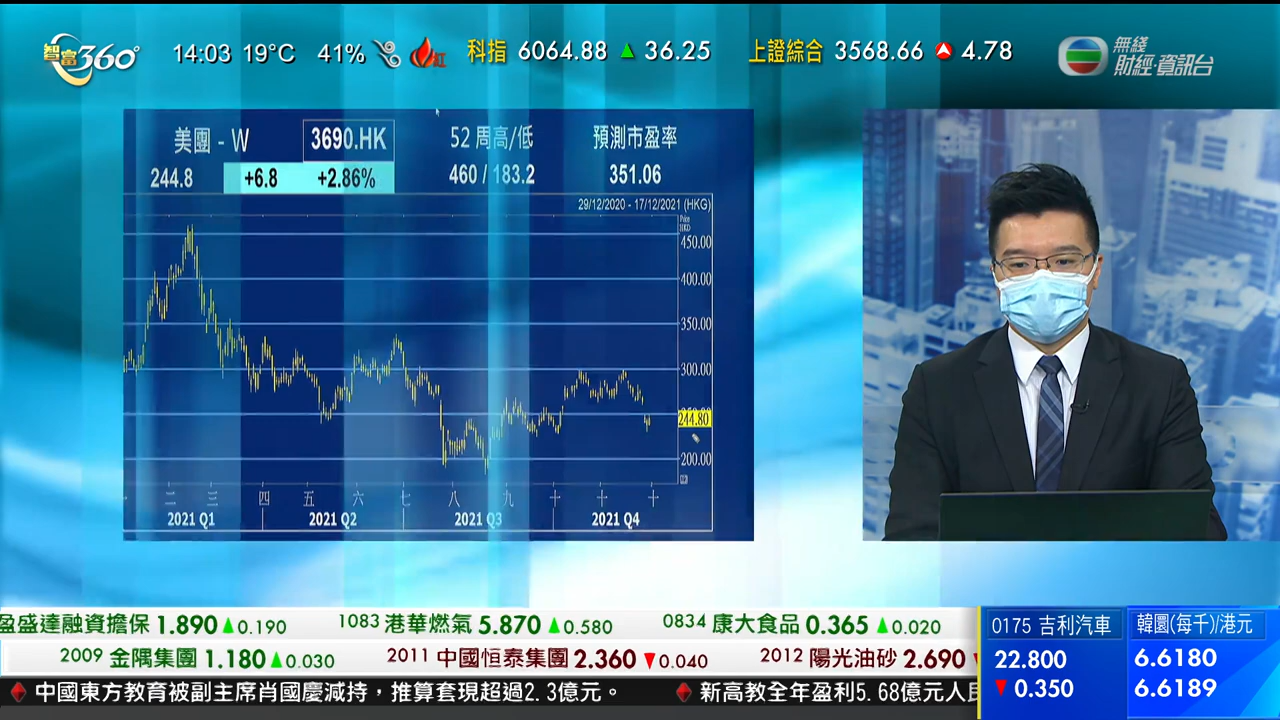 智富360°
14:03 19°C 41% 紅 科指 6064.88 ▲ 36.25 上證綜合 3568.66 4.78
無綫
財經·資訊台
美團 - W 3690.HK 52 周高/低 預測市盈率
244.8 +6.8 +2.86% 460 / 183.2 351.06
29/12/2020 - 17/12/2021 (HKG)
Price
HKD
450.00
400.00
350.00
300.00
244.80
200.00
二 三 四 五 六 七 八 九 十 十 十
2021 Q1 2021 Q2 2021 Q3 2021 Q4
盈盛達融資擔保 1.890 ▲ 0.190 1083 港華燃氣 5.870 ▲ 0.580 0834 康大食品 0.365 ▲ 0.020
2009 金隅集團 1.180 ▲ 0.030 2011 中國恒泰集團 2.360 ▼ 0.040 2012 陽光油砂 2.690
中國東方教育被副主席肖國慶減持，推算套現超過2.3億元。 新高教全年盈利5.68億元人
0175 吉利汽車
22.800
▼ 0.350
韓圜(每千)/港元
6.6180
6.6189